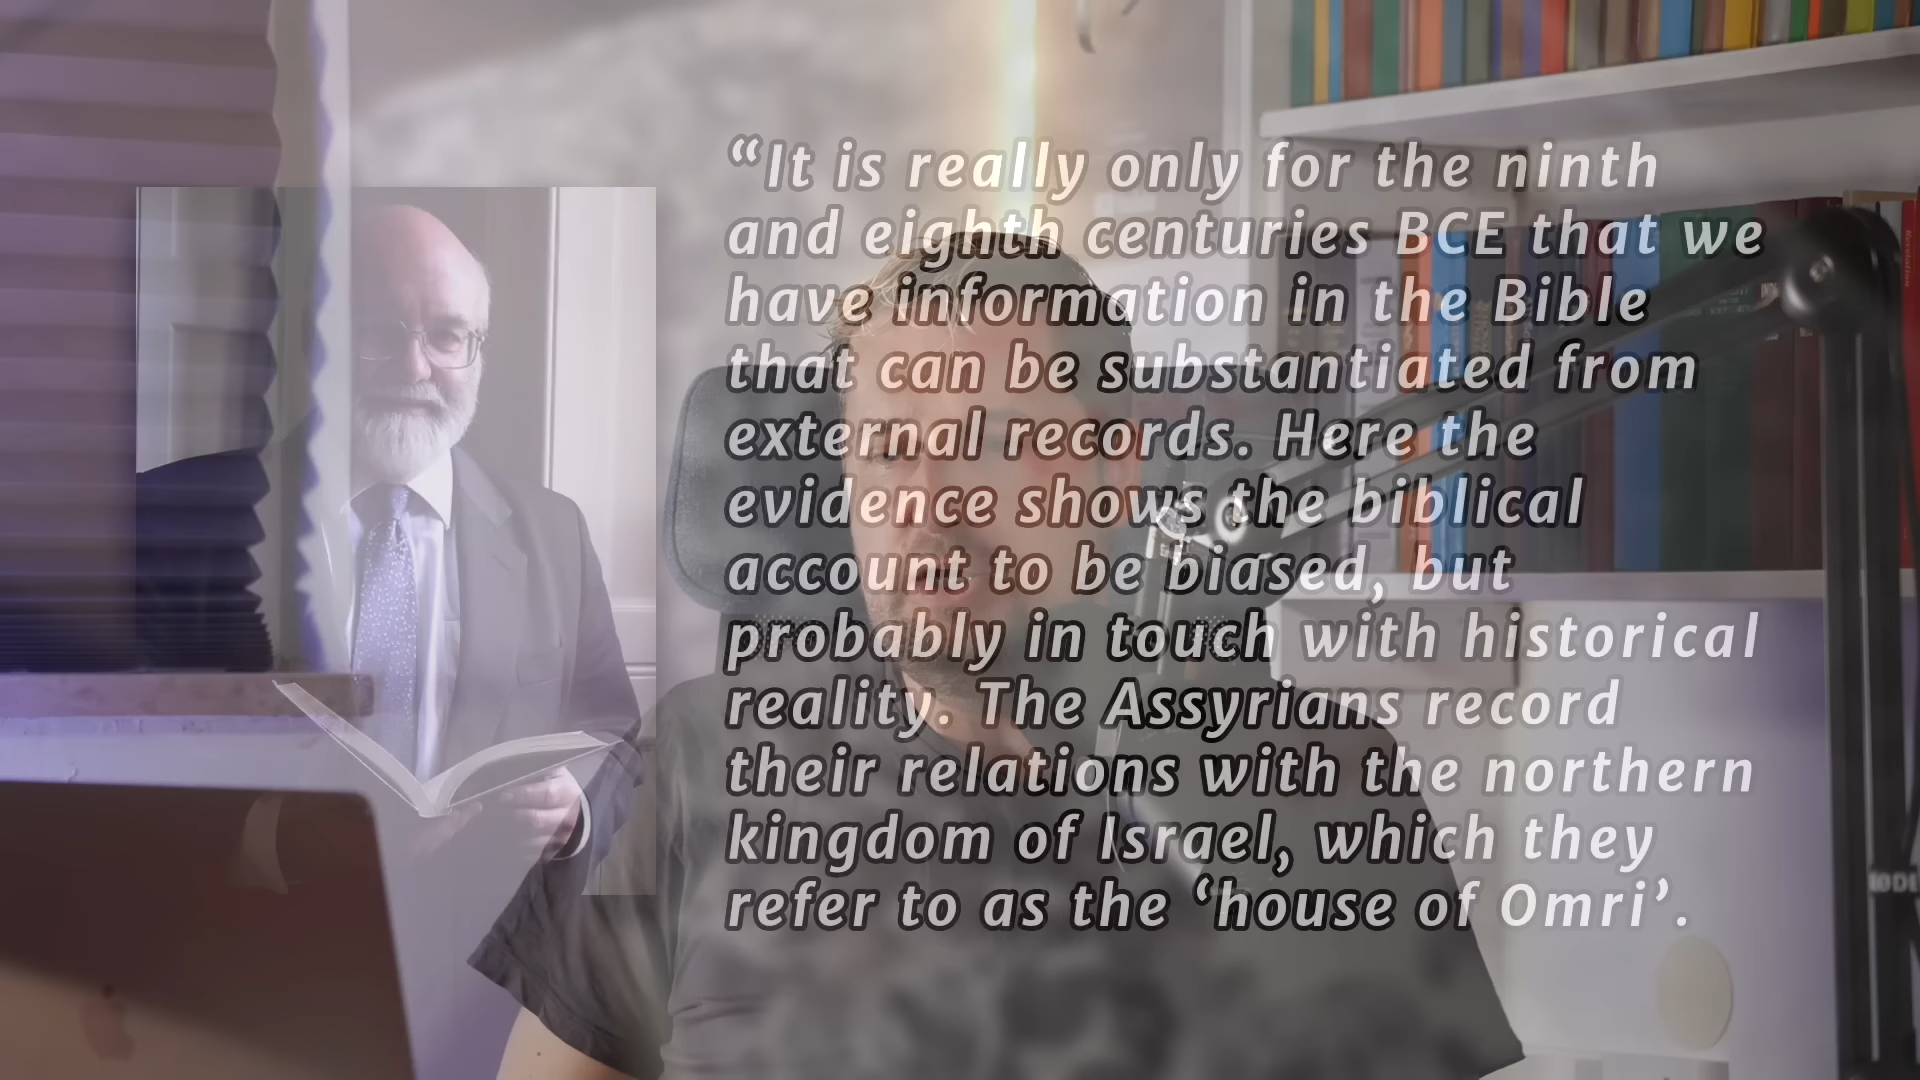 “It is really only for the ninth
and eighth centuries BCE that we
have information in the Bible
that can be substantiated from
external records. Here the
evidence shows the biblical
account to be biased, but
probably in touch with historical
reality. The Assyrians record
their relations with the northern
kingdom of Israel, which they
refer to as the ‘house of Omri’.